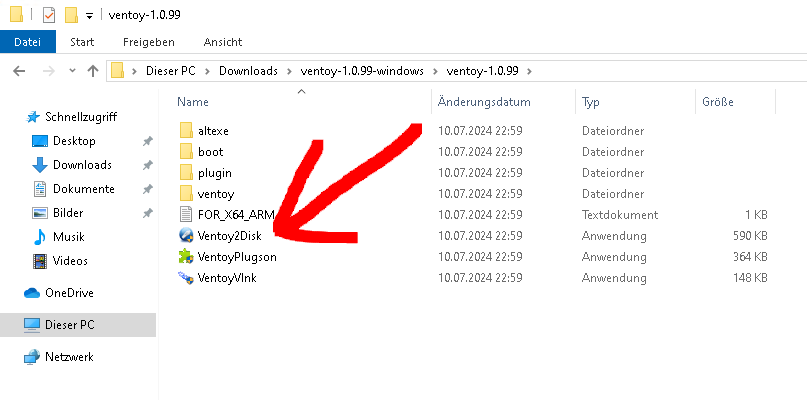 ventoy-1.0.99
Datei Start Freigeben Ansicht
Dieser PC Downloads ventoy-1.0.99-windows ventoy-1.0.99
Name Änderungsdatum Typ Größe
Schnellzugriff
Desktop
Downloads
Dokumente
Bilder
Musik
Videos
OneDrive
Dieser PC
Netzwerk
altexe 10.07.2024 22:59 Dateiordner
boot 10.07.2024 22:59 Dateiordner
plugin 10.07.2024 22:59 Dateiordner
ventoy 10.07.2024 22:59 Dateiordner
FOR_X64_ARM 10.07.2024 22:59 Textdokument 1 KB
Ventoy2Disk 10.07.2024 22:59 Anwendung 590 KB
VentoyPlugson 10.07.2024 22:59 Anwendung 364 KB
VentoyVlnk 10.07.2024 22:59 Anwendung 148 KB